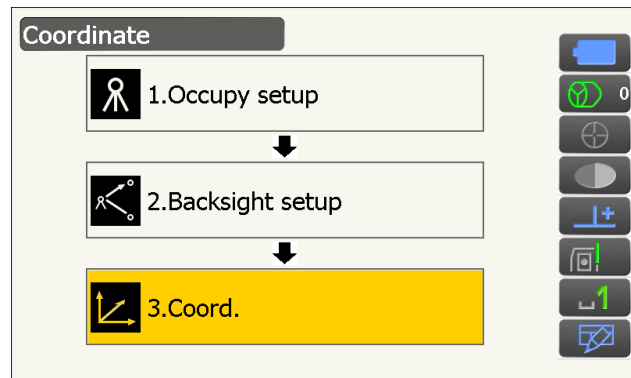 Coordinate
1.Occupy setup
2.Backsight setup
3.Coord.
0
1